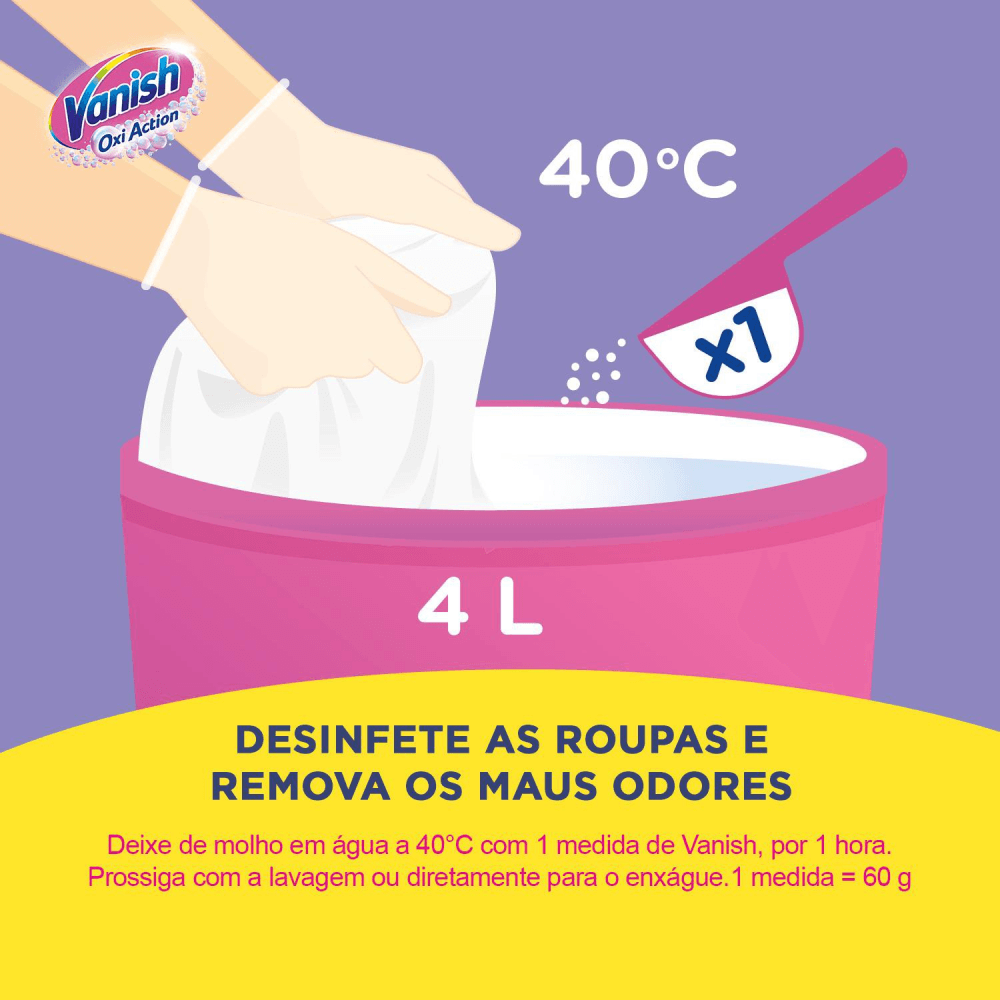 Vanish
Oxi Action
40°C
x1
4 L
DESINFETE AS ROUPAS E
REMOVA OS MAUS ODORES
Deixe de molho em água a 40°C com 1 medida de Vanish, por 1 hora.
Prossiga com a lavagem ou diretamente para o enxágue.1 medida = 60 g